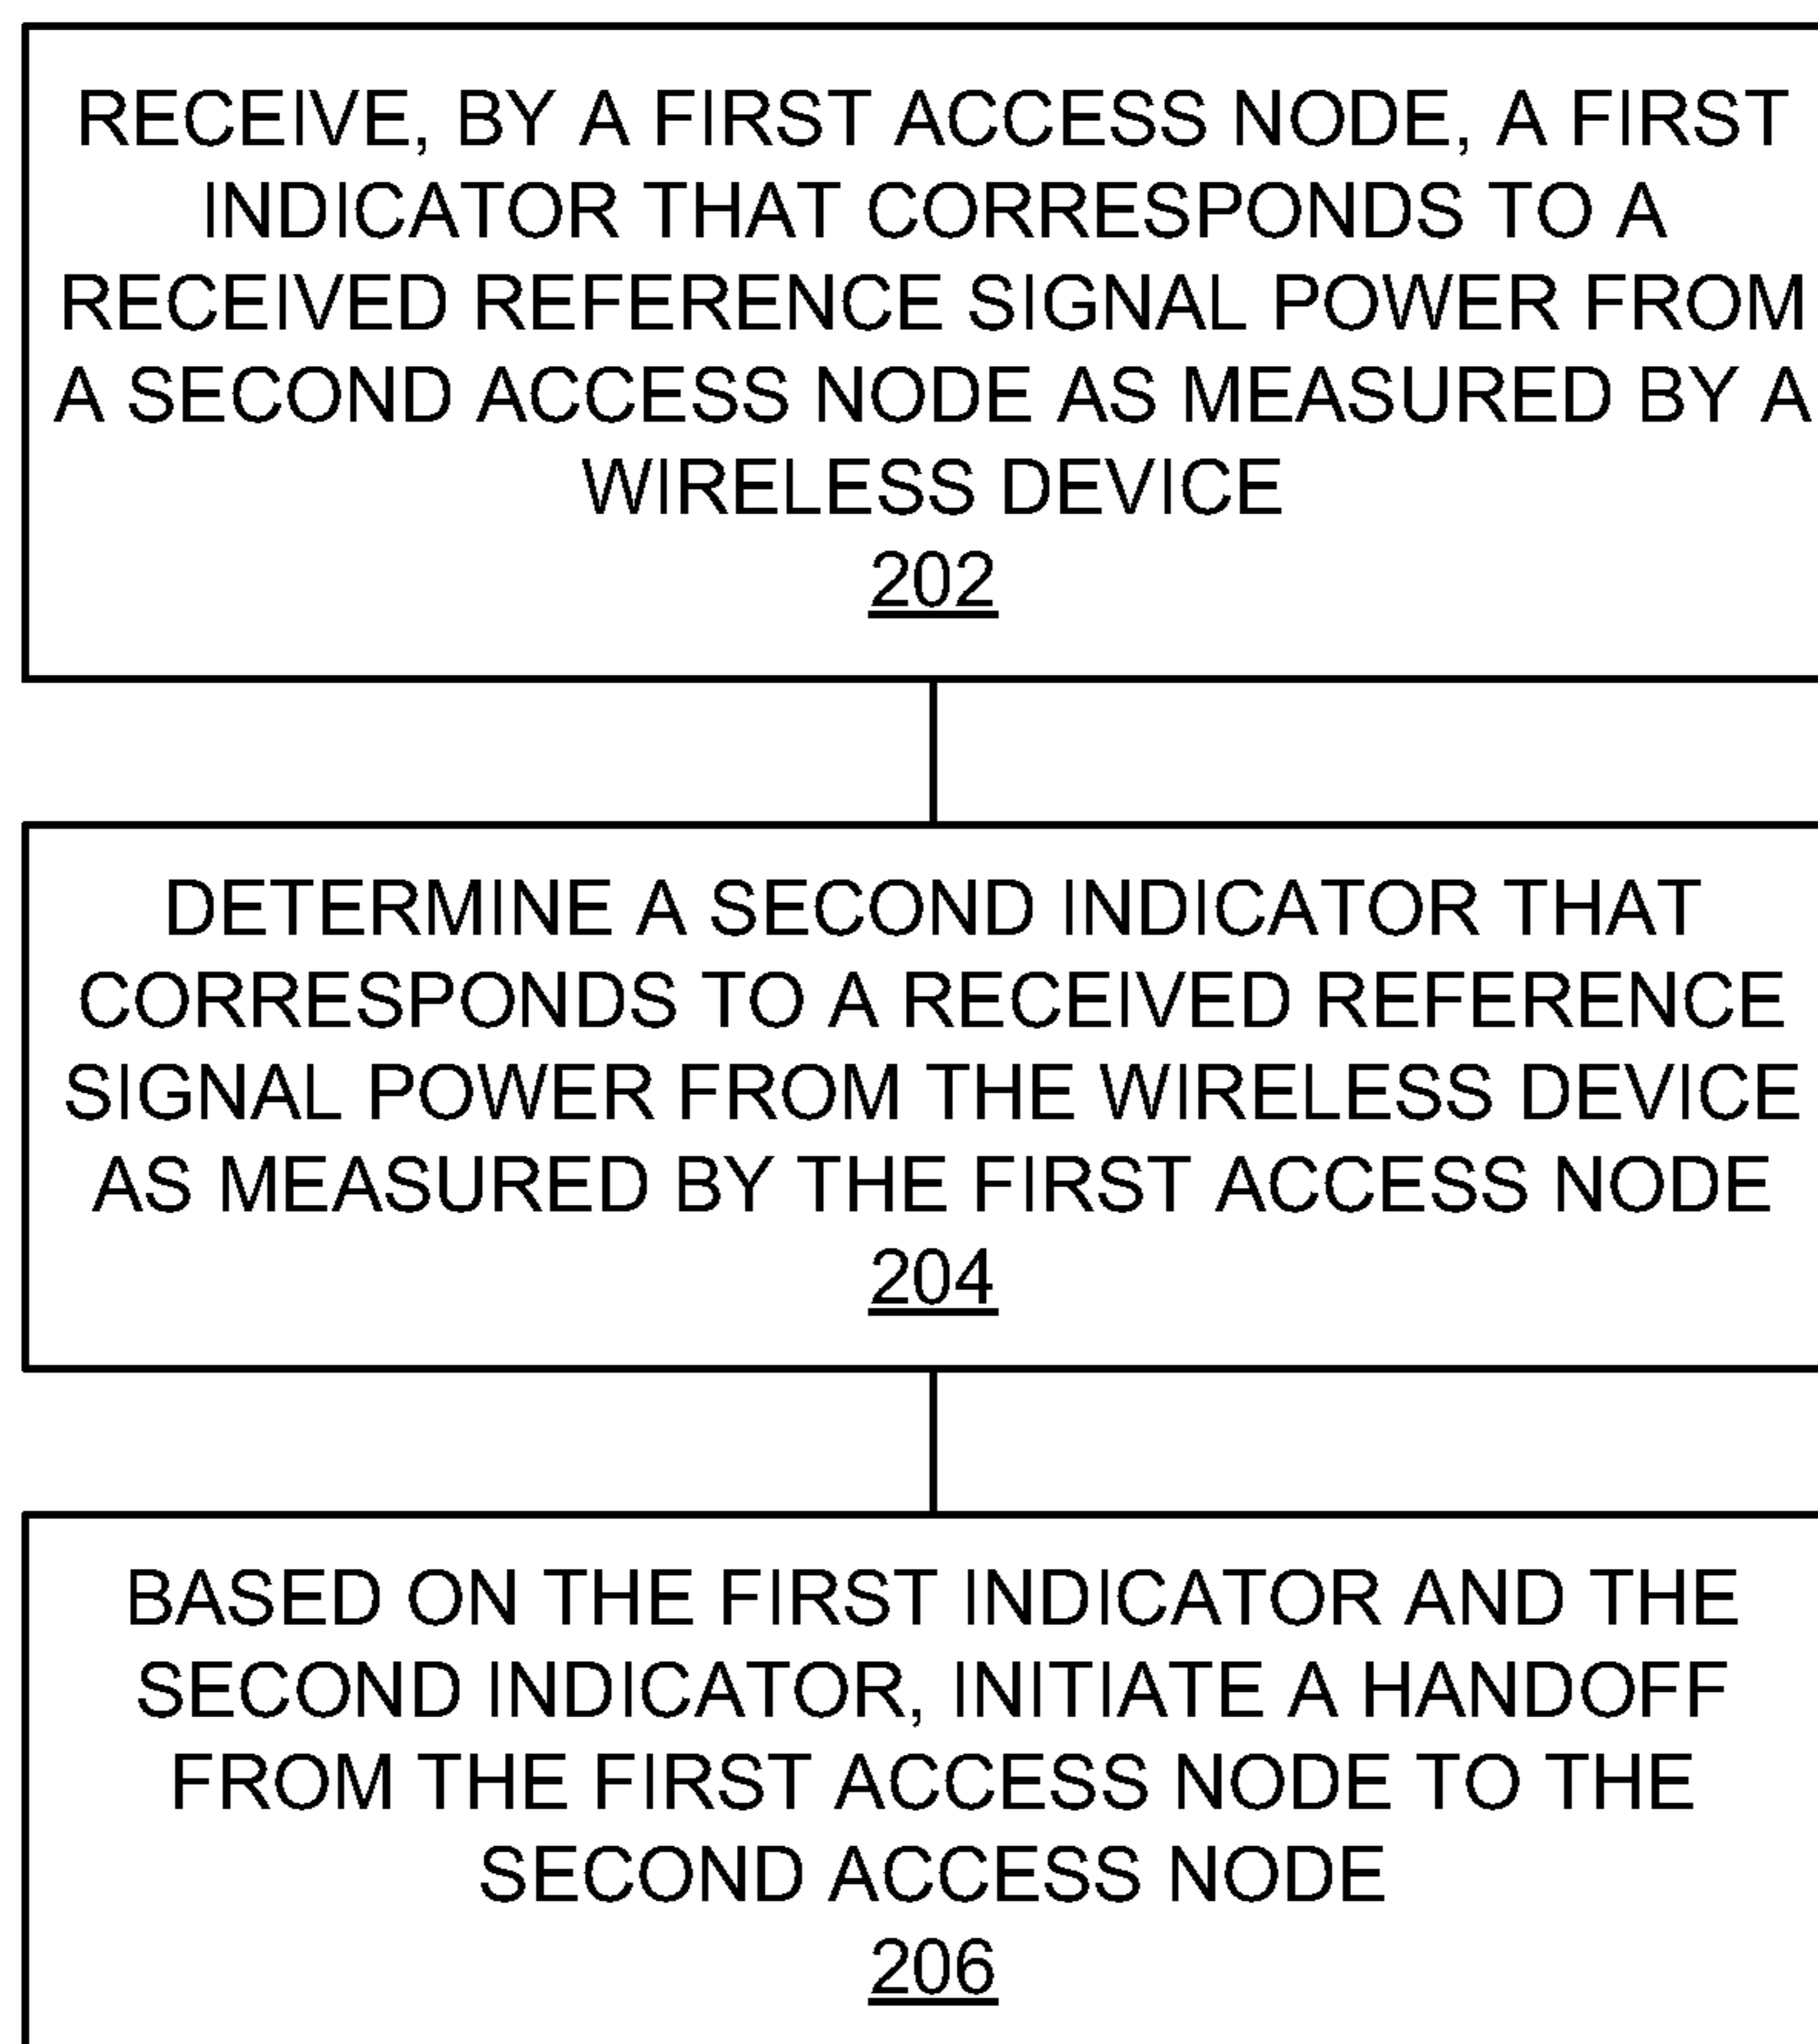 RECEIVE, BY A FIRST ACCESS NODE, A FIRST
INDICATOR THAT CORRESPONDS TO A
RECEIVED REFERENCE SIGNAL POWER FROM
A SECOND ACCESS NODE AS MEASURED BY A
WIRELESS DEVICE
202
DETERMINE A SECOND INDICATOR THAT
CORRESPONDS TO A RECEIVED REFERENCE
SIGNAL POWER FROM THE WIRELESS DEVICE
AS MEASURED BY THE FIRST ACCESS NODE
204
BASED ON THE FIRST INDICATOR AND THE
SECOND INDICATOR, INITIATE A HANDOFF
FROM THE FIRST ACCESS NODE TO THE
SECOND ACCESS NODE
206